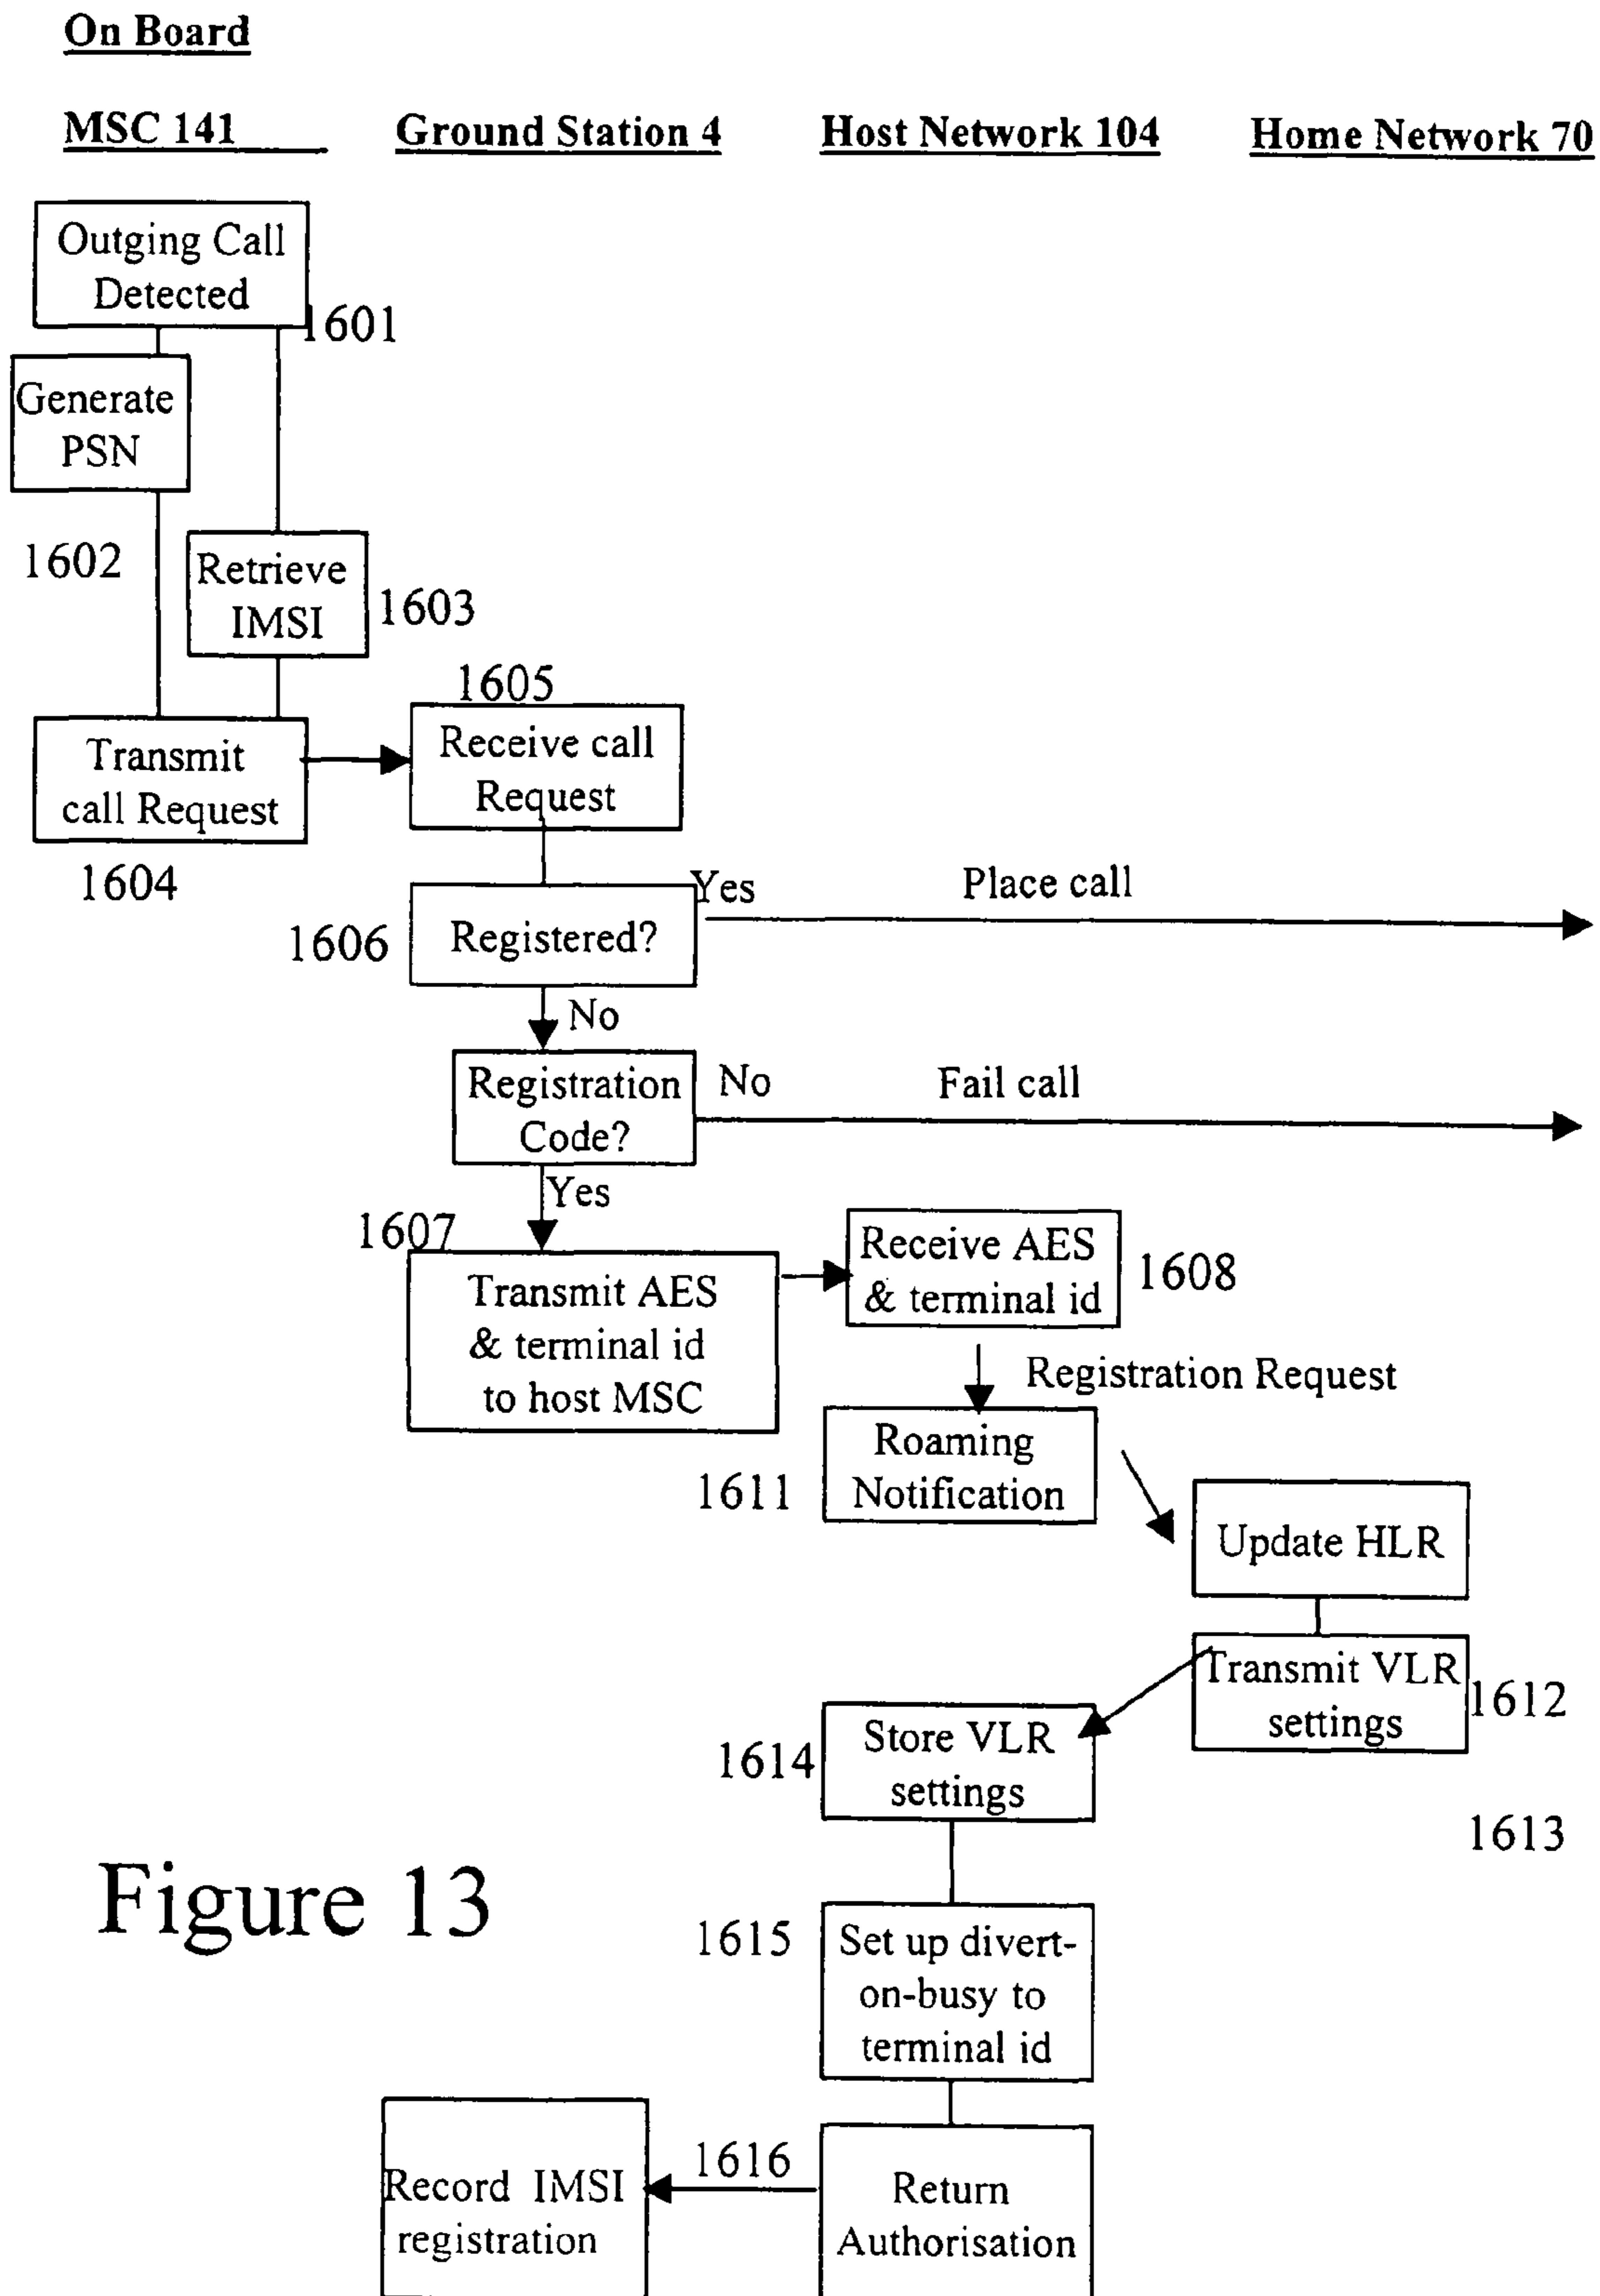 On Board
MSC 141
Ground Station 4
Host Network 104
Home Network 70
Outging Call
Detected
1601
Generate
PSN
1602
Retrieve
IMSI
1603
Transmit
call Request
1604
1605
Receive call
Request
1606
Registered?
Yes
Place call
No
Registration
Code?
No
Fail call
Yes
1607
Transmit AES
& terminal id
to host MSC
Receive AES
& terminal id
1608
Registration Request
Roaming
Notification
1611
Update HLR
Transmit VLR
settings
1612
1613
Store VLR
settings
1614
Set up divert-
on-busy to
terminal id
1615
Return
Authorisation
1616
Record IMSI
registration
Figure 13